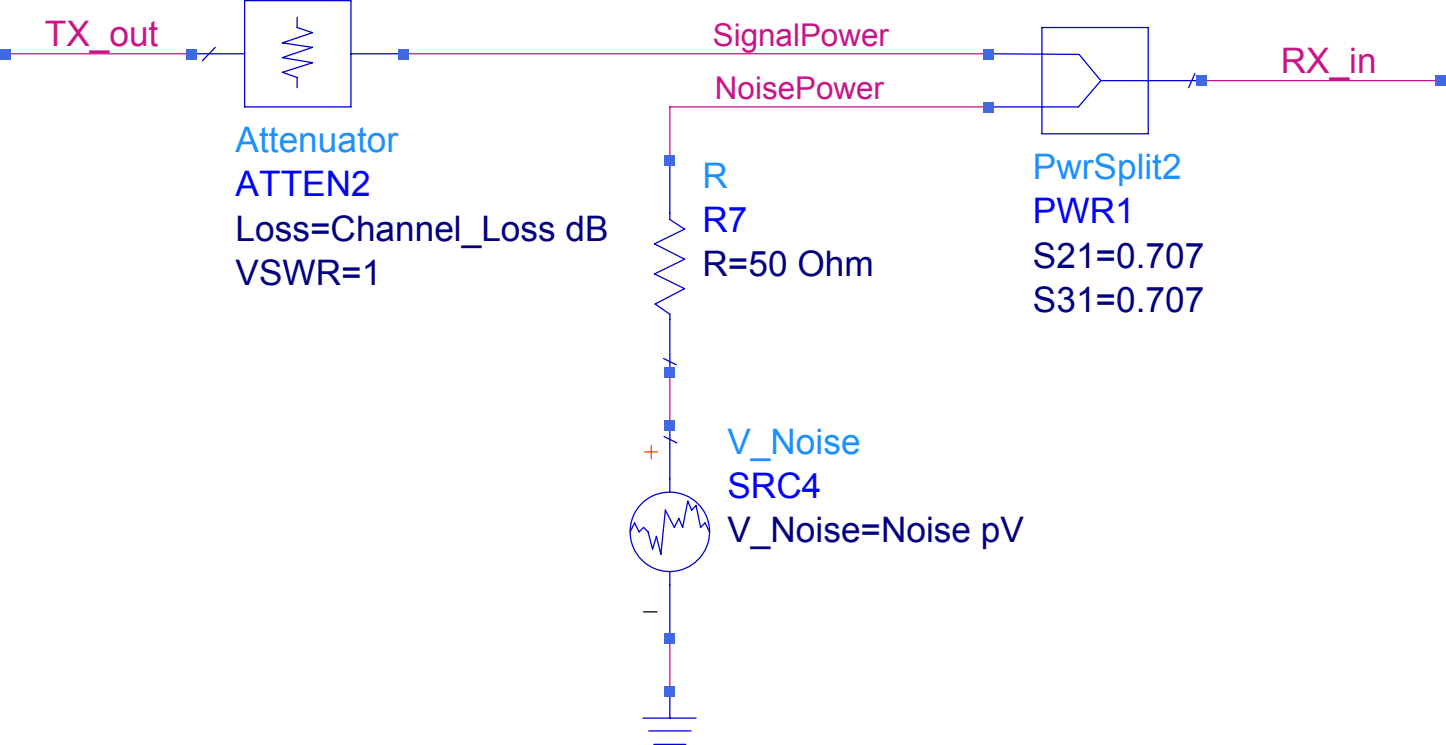 TX_out
SignalPower
RX_in
NoisePower
Attenuator
ATTEN2
Loss=Channel_Loss dB
VSWR=1
R
R7
R=50 Ohm
PwrSplit2
PWR1
S21=0.707
S31=0.707
+
V_Noise
SRC4
V_Noise=Noise pV
–